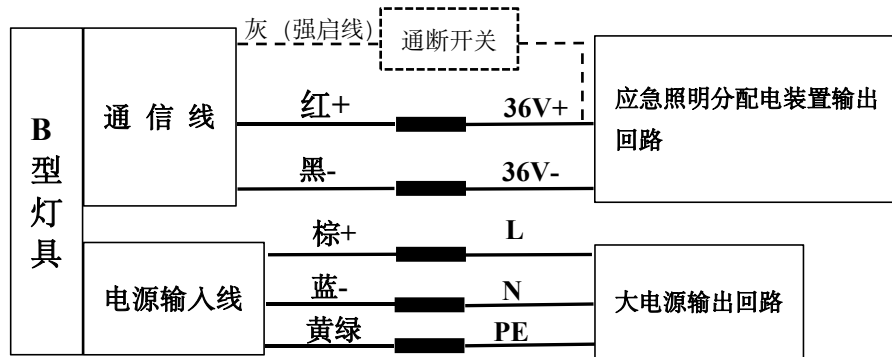 灰（强启线）
通断开关
B
型
灯
具
通 信 线
红+
36V+
应急照明分配电装置输出
回路
黑-
36V-
棕+
L
电源输入线
蓝-
N
大电源输出回路
黄绿
PE